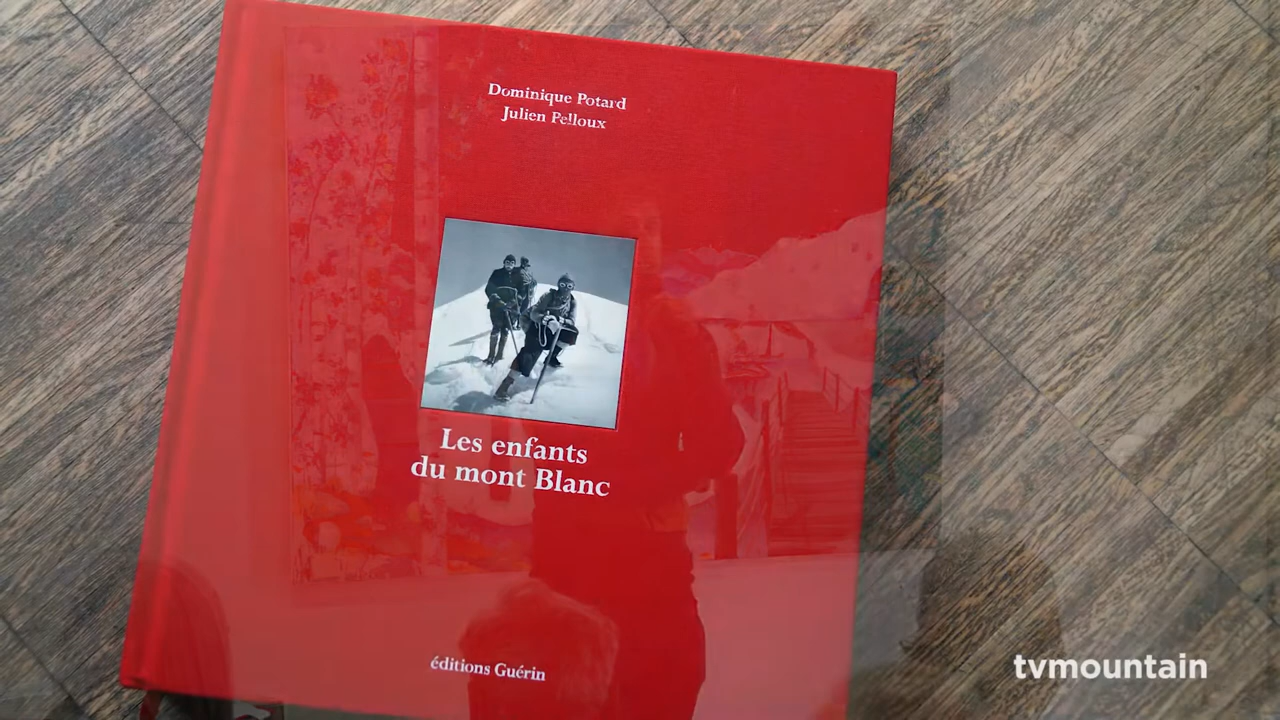 Dominique Potard
Julien Pelloux
Les enfants
du mont Blanc
éditions Guérin
tvmountain